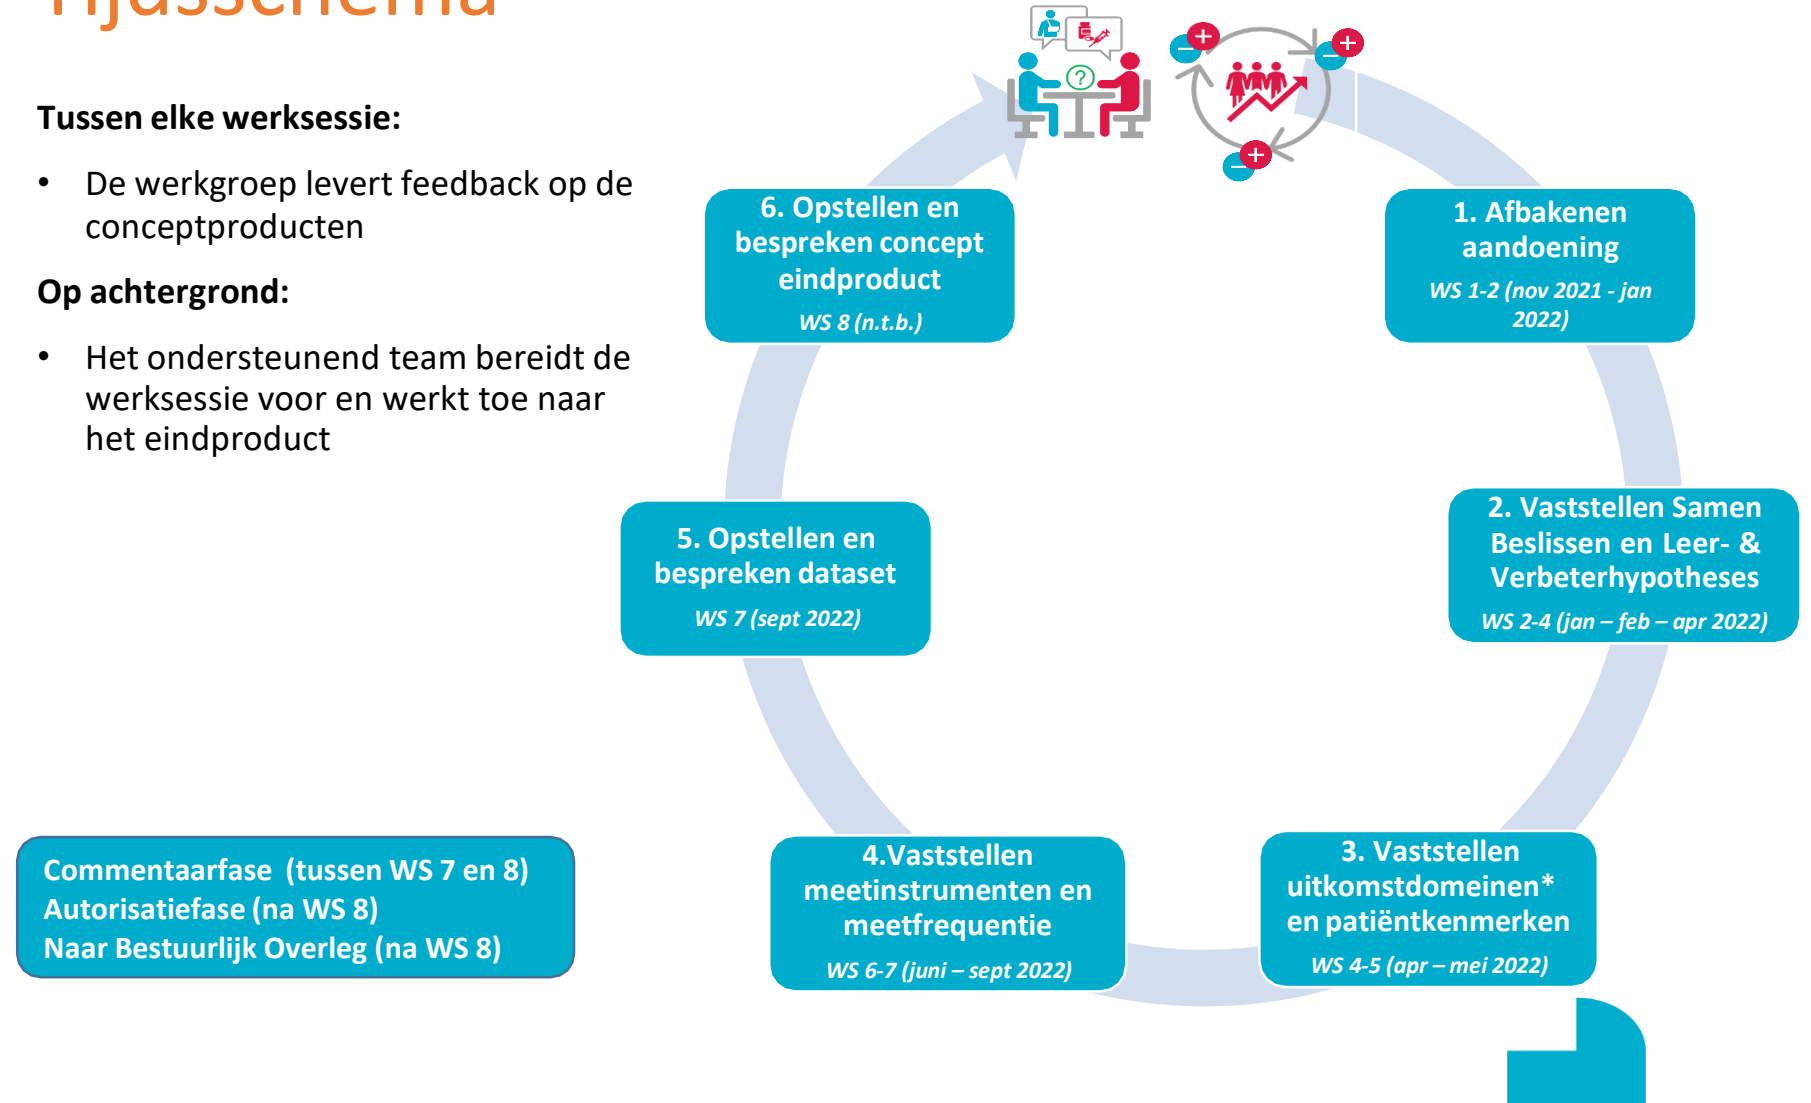 Tijdsschema
Tussen elke werksessie:
• De werkgroep levert feedback op de
conceptproducten
Op achtergrond:
• Het ondersteunend team bereidt de
werksessie voor en werkt toe naar
het eindproduct
Commentaarfase (tussen WS 7 en 8)
Autorisatiefase (na WS 8)
Naar Bestuurlijk Overleg (na WS 8)
?
1. Afbakenen
aandoening
WS 1-2 (nov 2021 - jan
2022)
2. Vaststellen Samen
Beslissen en Leer- &
Verbeterhypotheses
WS 2-4 (jan – feb – apr 2022)
3. Vaststellen
uitkomstdomeinen*
en patiëntkenmerken
WS 4-5 (apr – mei 2022)
4.Vaststellen
meetinstrumenten en
meetfrequentie
WS 6-7 (juni – sept 2022)
5. Opstellen en
bespreken dataset
WS 7 (sept 2022)
6. Opstellen en
bespreken concept
eindproduct
WS 8 (n.t.b.)